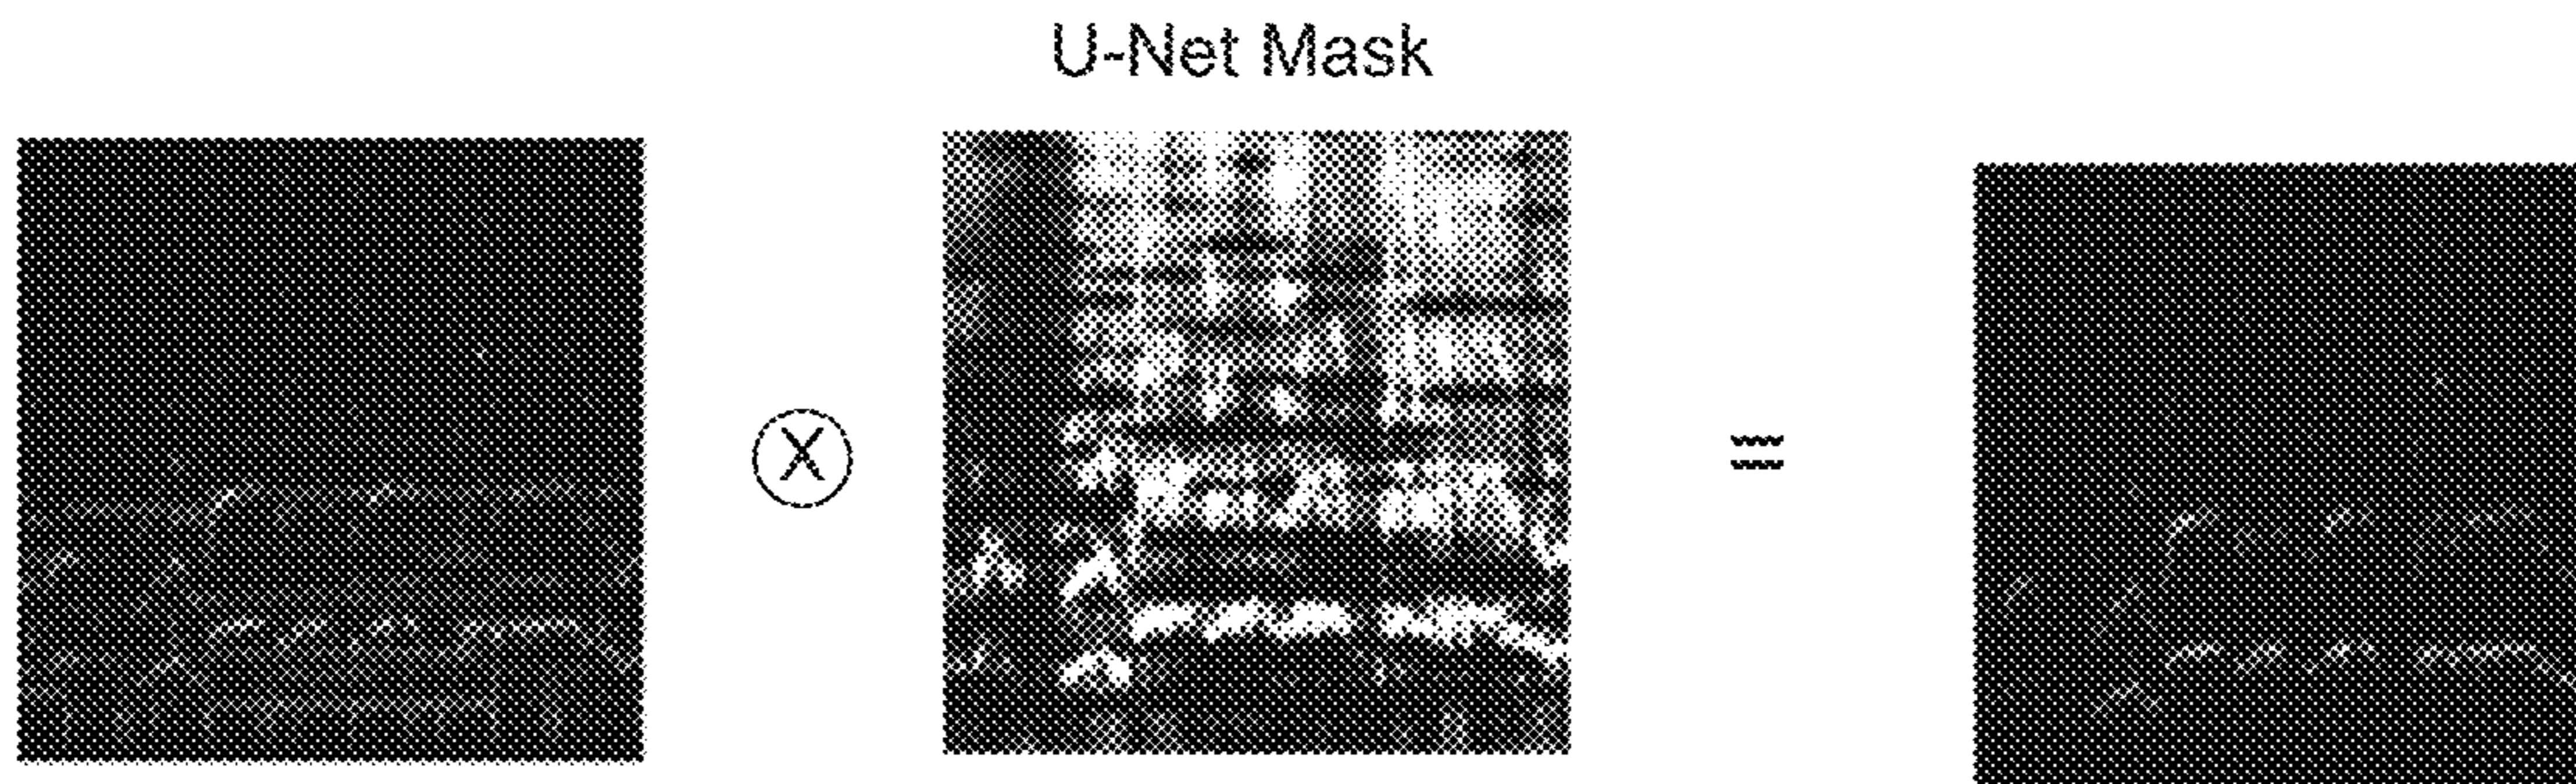 U-Net Mask
X
=